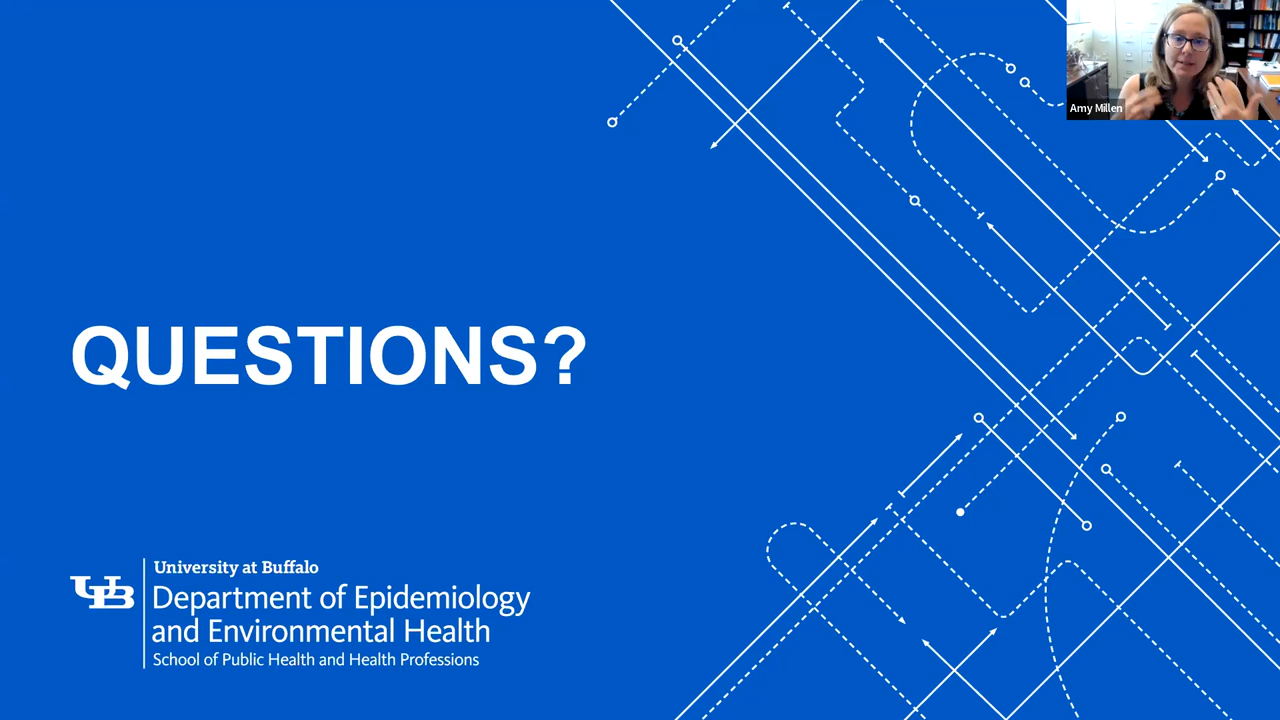 Amy Millen
QUESTIONS?
UB
University at Buffalo
Department of Epidemiology
and Environmental Health
School of Public Health and Health Professions